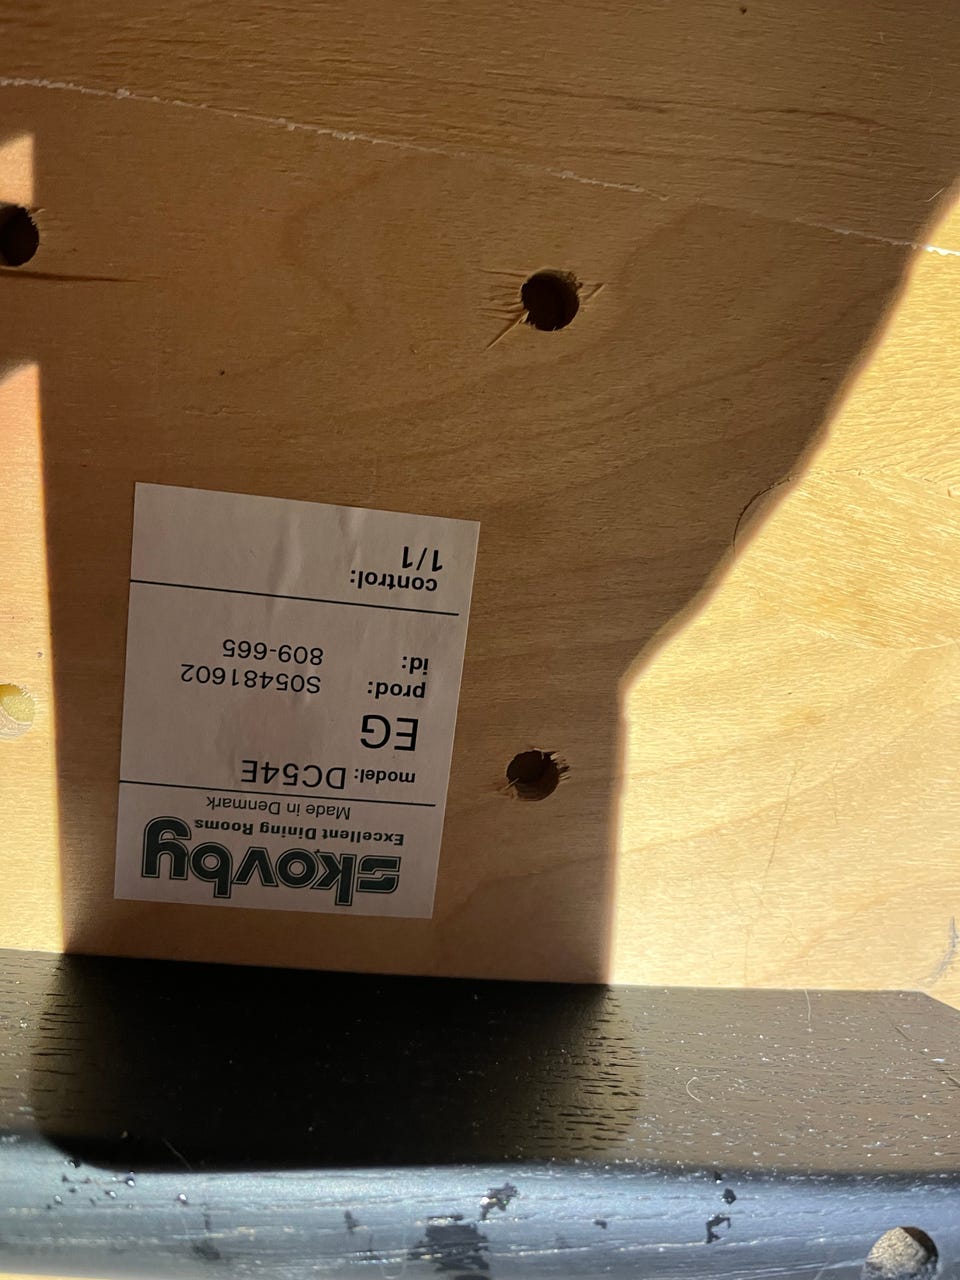 skovby
Excellent Dining Rooms
Made in Denmark
model: DC54E
EG
prod: S05481602
id: 809-665
control:
1/1